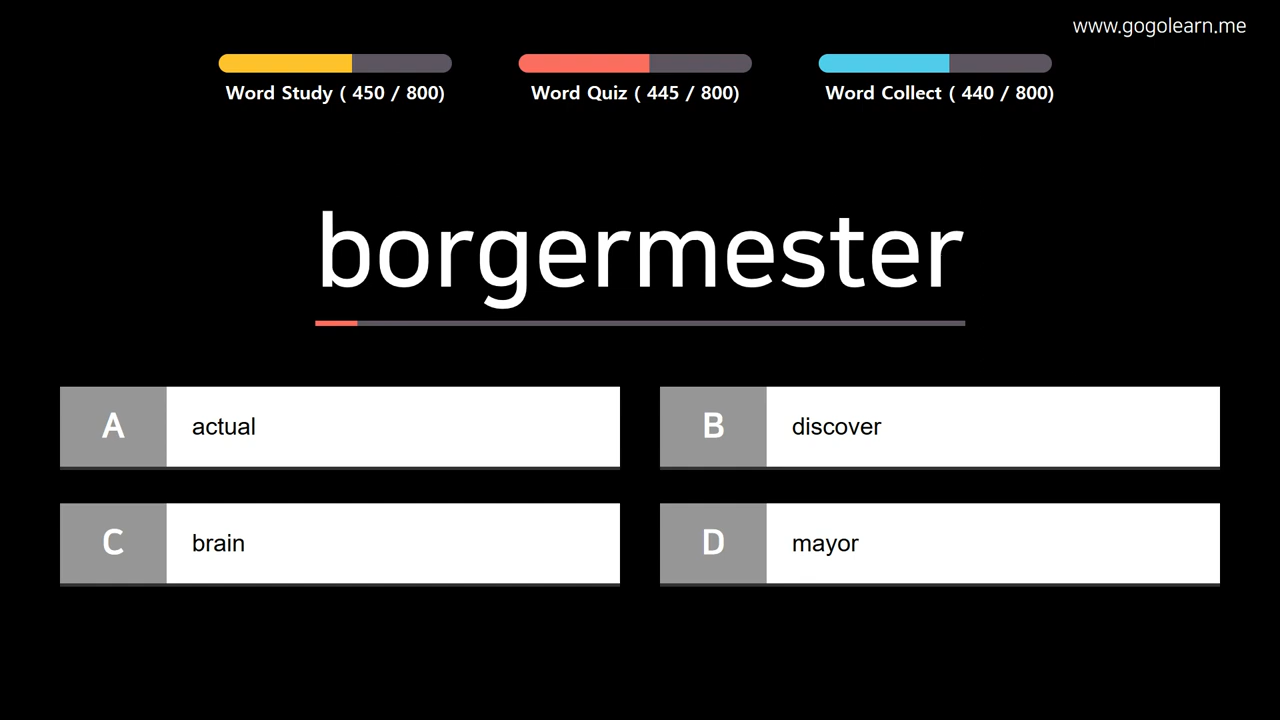 www.gogolearn.me
Word Study ( 450 / 800)
Word Quiz ( 445 / 800)
Word Collect ( 440 / 800)
borgermester
A actual
B discover
C brain
D mayor